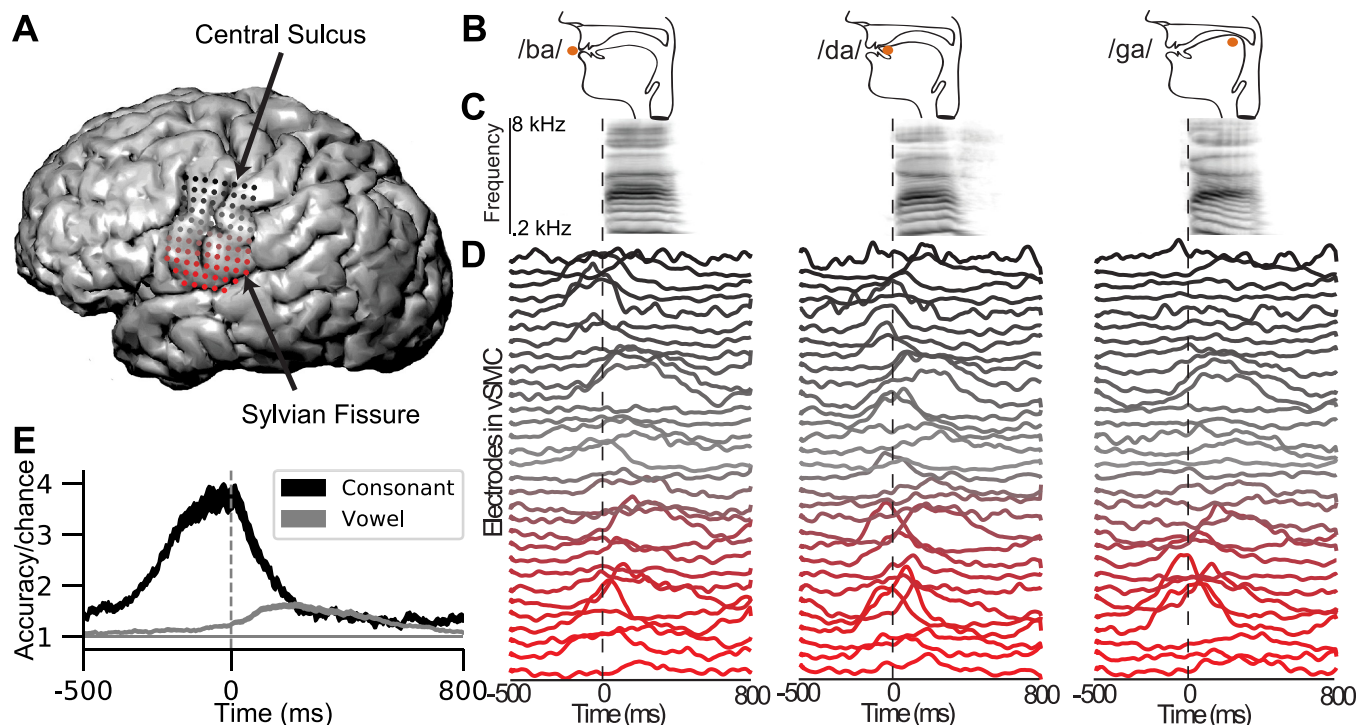 A
Central Sulcus
Sylvian Fissure
B
/ba/
/da/
/ga/
C
Frequency
8 kHz
.2 kHz
D
Electrodes in vSMC
-500
0
800
-500
0
800
-500
0
800
Time (ms)
Time (ms)
Time (ms)
E
Accuracy/chance
4
3
2
1
Consonant
Vowel
-500
0
800
Time (ms)